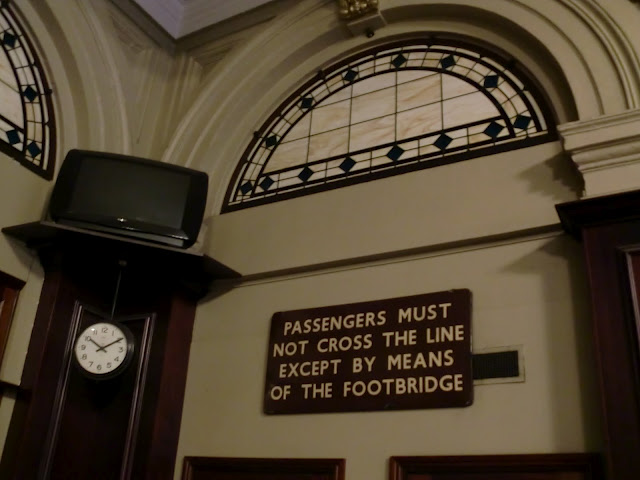 PASSENGERS MUST
NOT CROSS THE LINE
EXCEPT BY MEANS
OF THE FOOTBRIDGE